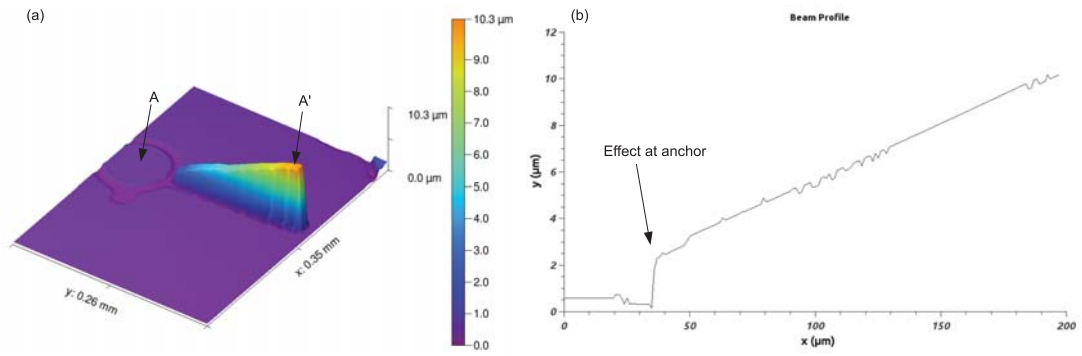 (a)
A
A'
10.3 µm
0.0 µm
x: 0.35 mm
y: 0.26 mm
10.3 µm
9.0
8.0
7.0
6.0
5.0
4.0
3.0
2.0
1.0
0.0
(b)
Beam Profile
12
10
8
6
4
2
0
y (µm)
Effect at anchor
0
50
100
150
200
x (µm)